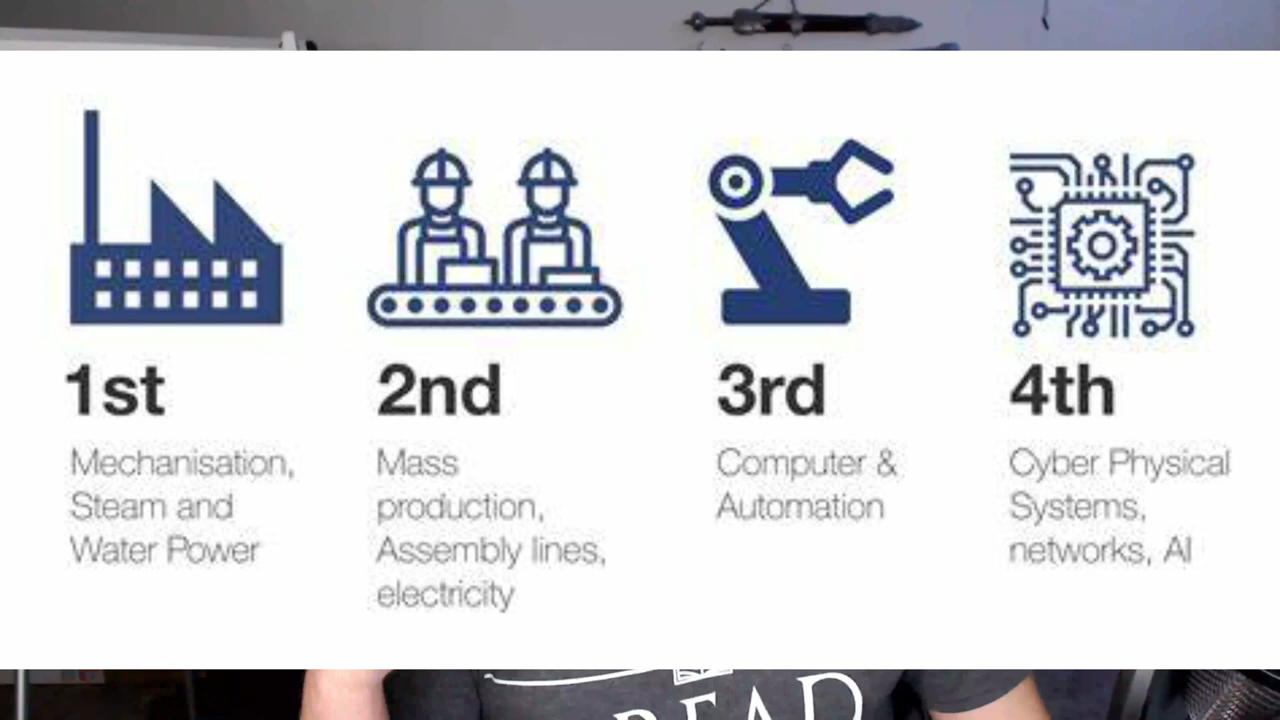 1st
Mechanisation,
Steam and
Water Power
2nd
Mass
production,
Assembly lines,
electricity
3rd
Computer &
Automation
4th
Cyber Physical
Systems,
networks, AI
READ